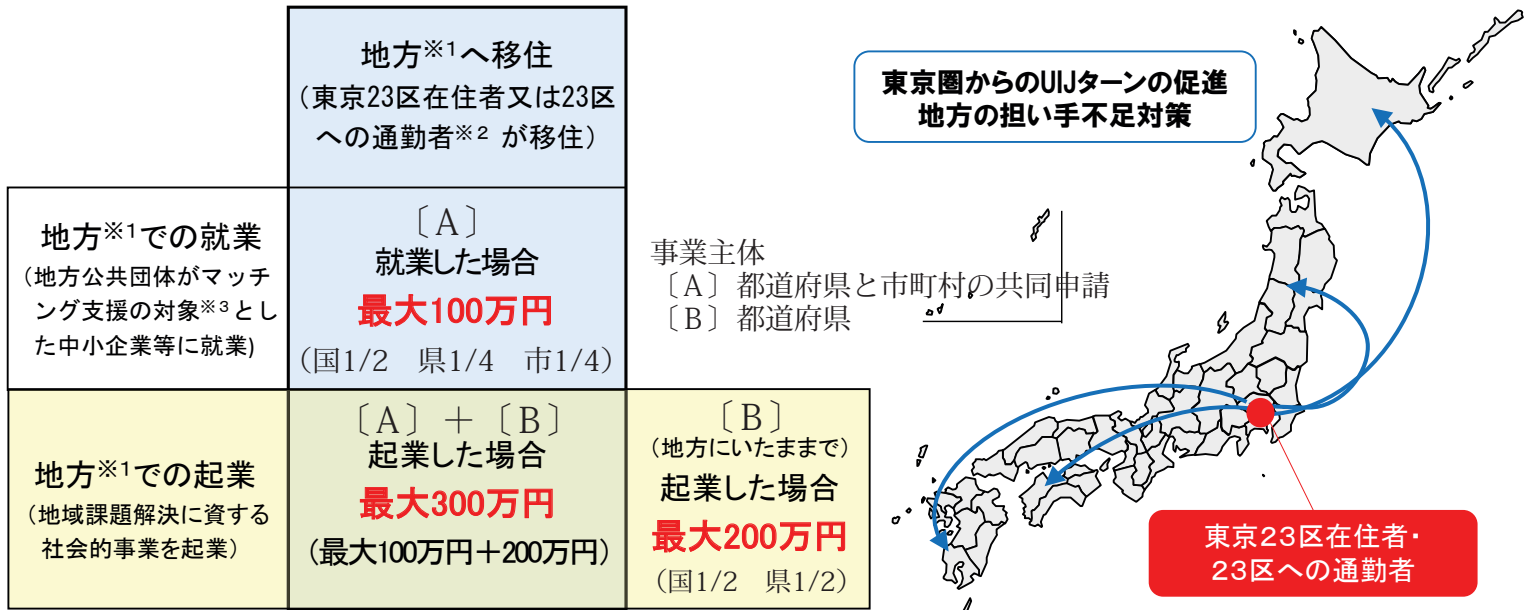 地方※1へ移住
（東京23区在住者又は23区
への通勤者※2 が移住）
東京圏からのUIJターンの促進
地方の担い手不足対策
地方※1での就業
（地方公共団体がマッチ
ング支援の対象※3とし
た中小企業等に就業)
〔A〕
就業した場合
最大100万円
（国1/2　県1/4　市1/4）
事業主体
〔A〕都道府県と市町村の共同申請
〔B〕都道府県
地方※1での起業
（地域課題解決に資する
社会的事業を起業）
〔A〕＋〔B〕
起業した場合
最大300万円
（最大100万円＋200万円）
〔B〕
（地方にいたままで）
起業した場合
最大200万円
（国1/2　県1/2）
東京23区在住者・
23区への通勤者